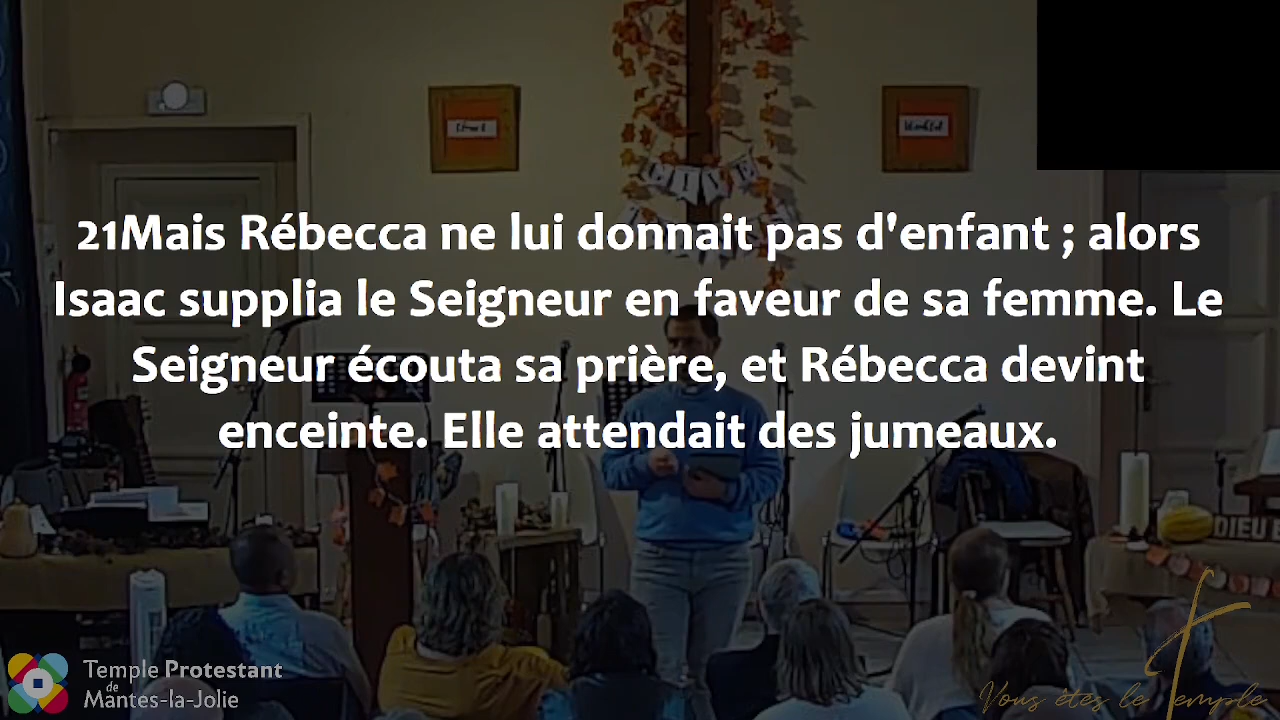 21Mais Rébecca ne lui donnait pas d'enfant ; alors
Isaac supplia le Seigneur en faveur de sa femme. Le
Seigneur écouta sa prière, et Rébecca devint
enceinte. Elle attendait des jumeaux.
DIEU
Temple Protestant
de
Mantes-la-Jolie
Vous êtes le Temple